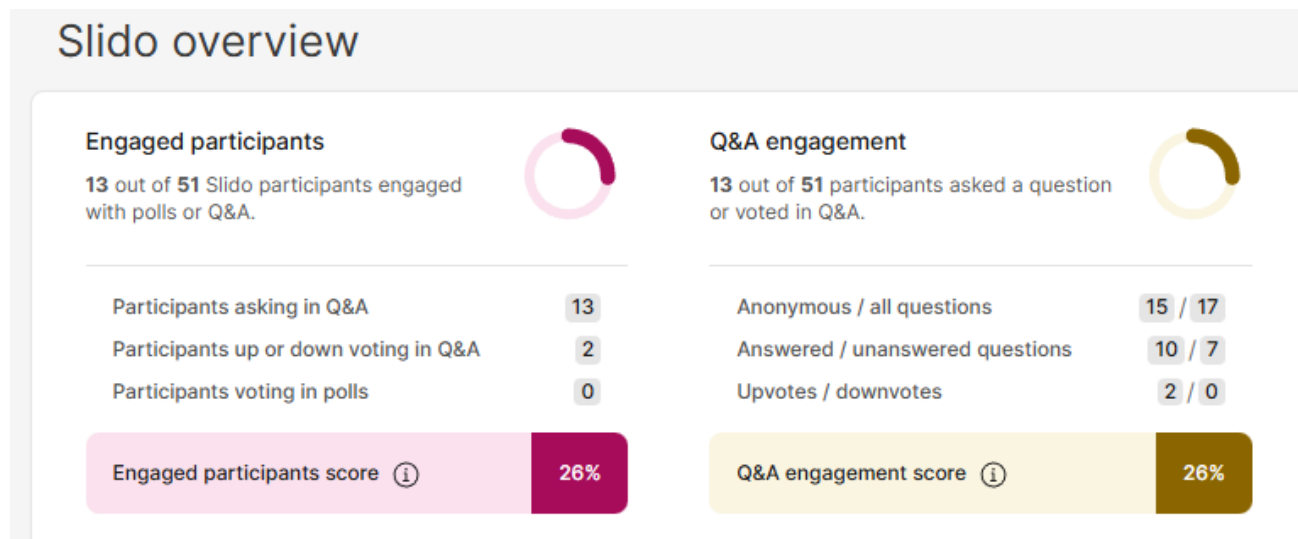 Slido overview
Engaged participants
13 out of 51 Slido participants engaged
with polls or Q&A.
Participants asking in Q&A 13
Participants up or down voting in Q&A 2
Participants voting in polls 0
Engaged participants score 26%
Q&A engagement
13 out of 51 participants asked a question
or voted in Q&A.
Anonymous / all questions 15 / 17
Answered / unanswered questions 10 / 7
Upvotes / downvotes 2 / 0
Q&A engagement score 26%